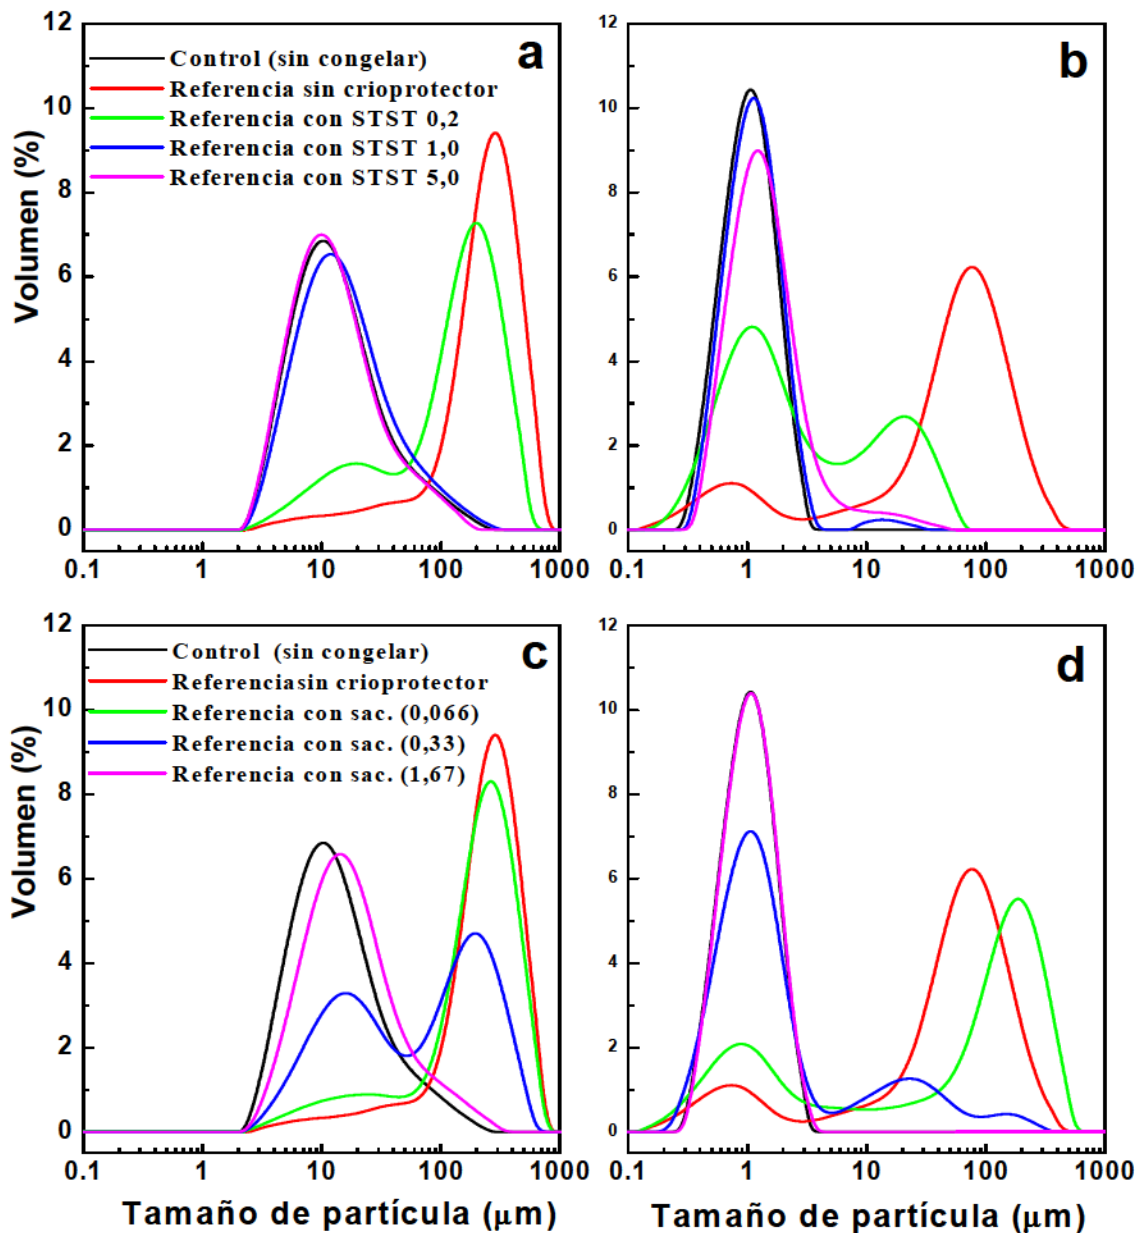 12
10
8
6
4
2
0
Volumen (%)
a
Control (sin congelar)
Referencia sin crioprotector
Referencia con STST 0,2
Referencia con STST 1,0
Referencia con STST 5,0
0.1 1 10 100 1000
12
10
8
6
4
2
0
b
0.1 1 10 100 1000
12
10
8
6
4
2
0
Volumen (%)
c
Control (sin congelar)
Referenciasin crioprotector
Referencia con sac. (0,066)
Referencia con sac. (0,33)
Referencia con sac. (1,67)
0.1 1 10 100 1000
Tamaño de partícula (μm)
12
10
8
6
4
2
0
d
0.1 1 10 100 1000
Tamaño de partícula (μm)